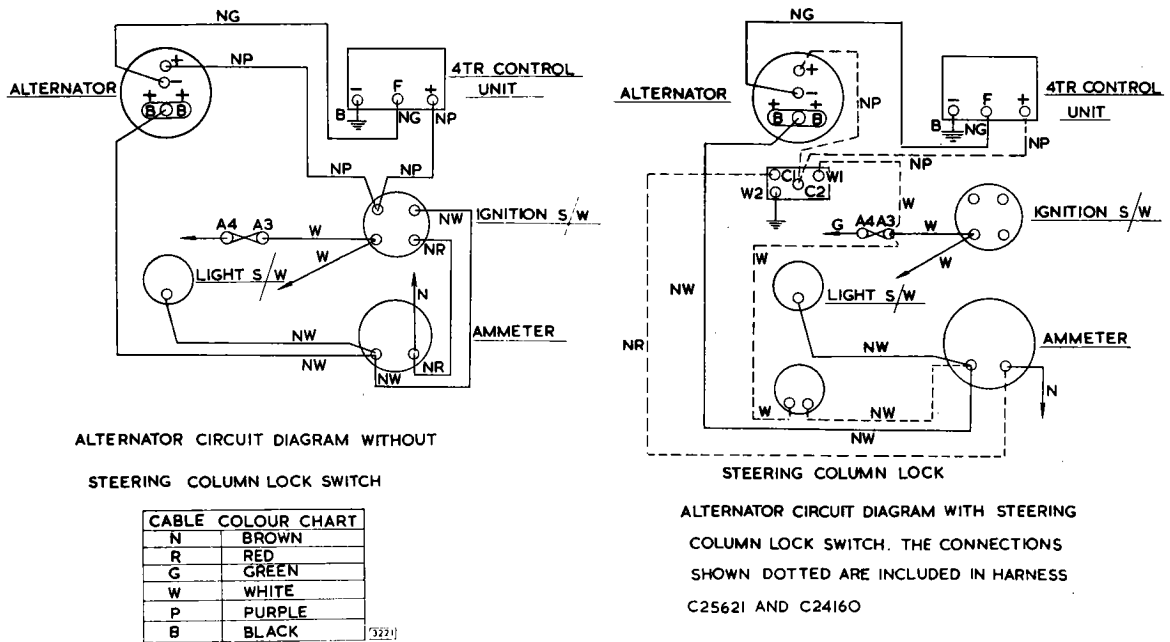 NG
+
NP
ALTERNATOR
-
+ +
B B
4TR CONTROL
UNIT
- F +
B NG NP
NP NP
IGNITION S/W
NW
A4 A3
W
NR
W
LIGHT S/W
N
AMMETER
NW
NW
NW
NR
ALTERNATOR CIRCUIT DIAGRAM WITHOUT
STEERING COLUMN LOCK SWITCH
CABLE COLOUR CHART
N BROWN
R RED
G GREEN
W WHITE
P PURPLE
B BLACK
3221
NG
+
-
ALTERNATOR
NP
+ +
B B
4TR CONTROL
UNIT
- F +
B NG
NP
NP
C1 W1
W2 C2
W
IGNITION S/W
G A4 A3 W
W
W
LIGHT S/W
NW
NR
AMMETER
NW
N
W
NW
NW
STEERING COLUMN LOCK
ALTERNATOR CIRCUIT DIAGRAM WITH STEERING
COLUMN LOCK SWITCH. THE CONNECTIONS
SHOWN DOTTED ARE INCLUDED IN HARNESS
C25621 AND C24160